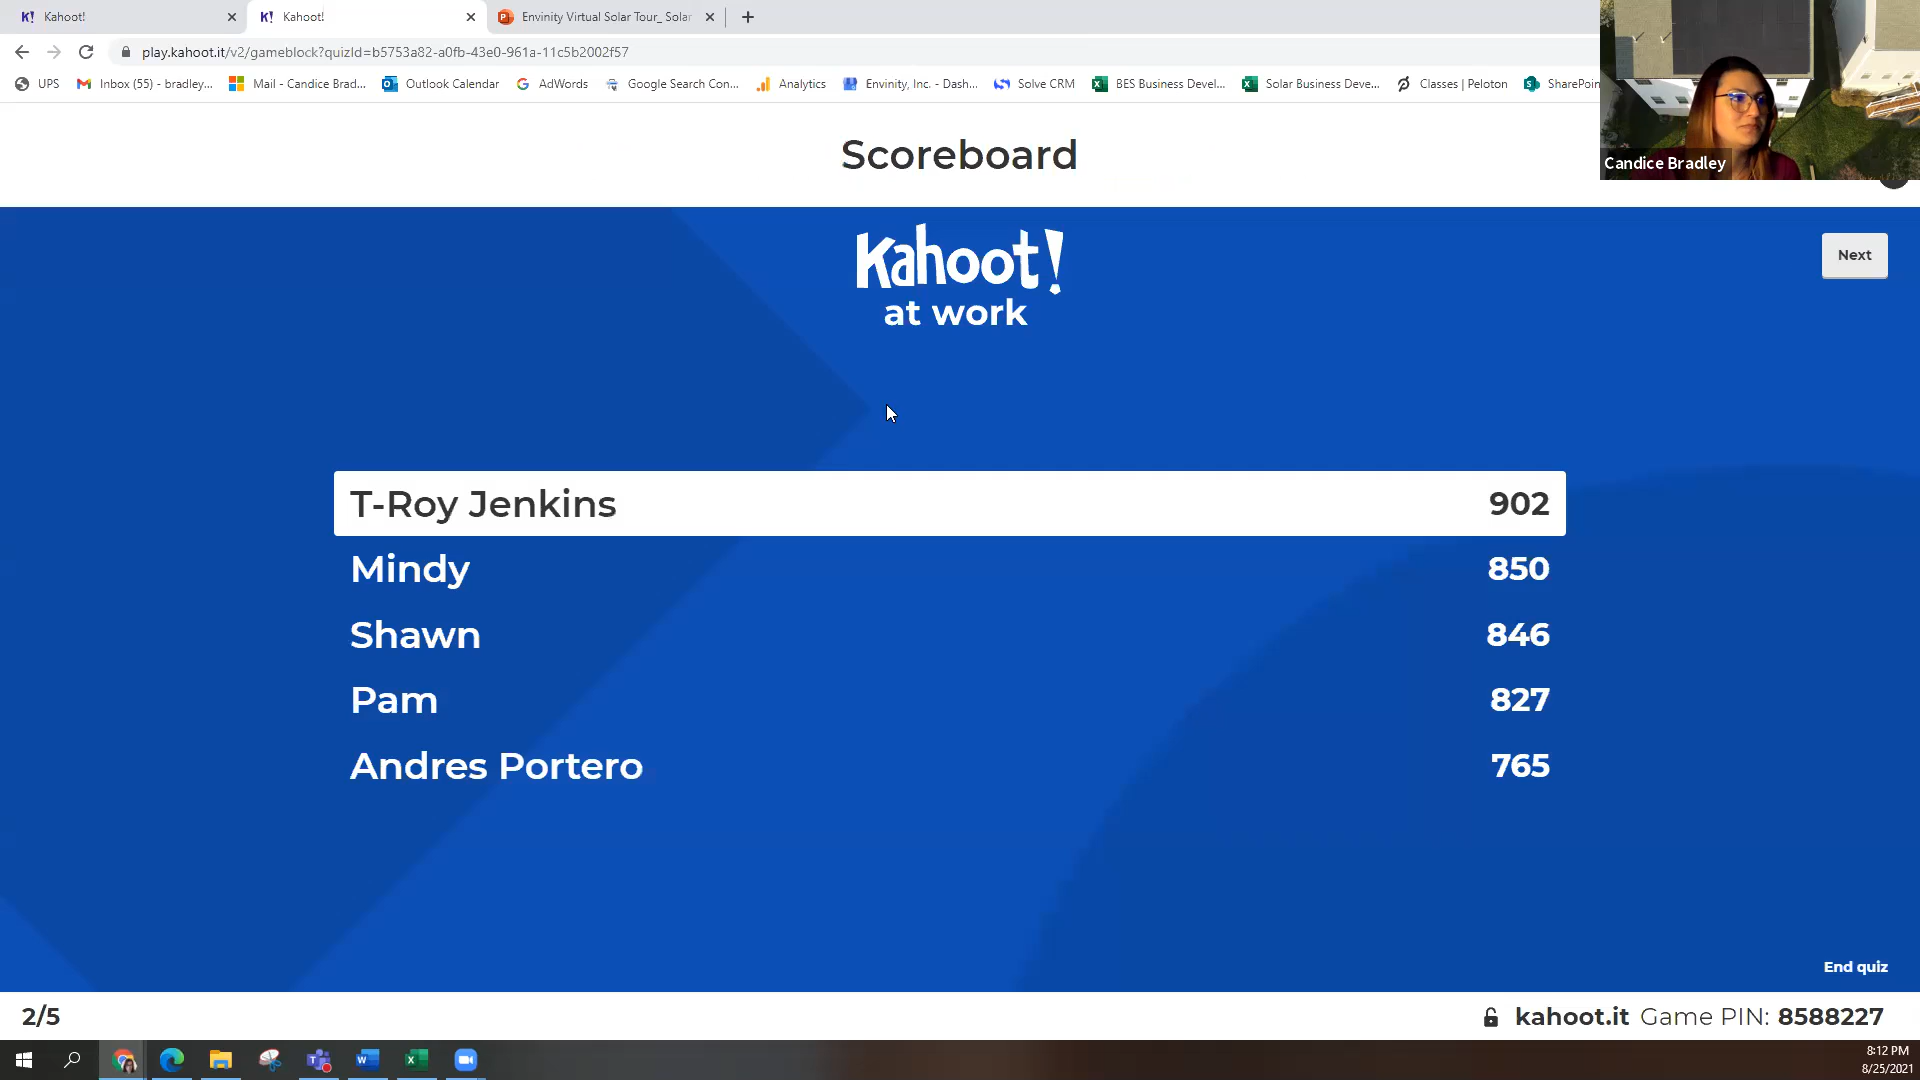 Kahoot!
Kahoot!
Envinity Virtual Solar Tour_ Solar
play.kahoot.it/v2/gameblock?quizId=b5753a82-a0fb-43e0-961a-11c5b2002f57
UPS
Inbox (55) - bradley...
Mail - Candice Brad...
Outlook Calendar
AdWords
Google Search Con...
Analytics
Envinity, Inc. - Dash...
Solve CRM
BES Business Devel...
Solar Business Deve...
Classes | Peloton
SharePoin
Candice Bradley
Scoreboard
Kahoot!
at work
Next
T-Roy Jenkins 902
Mindy 850
Shawn 846
Pam 827
Andres Portero 765
End quiz
2/5
kahoot.it Game PIN: 8588227
8:12 PM
8/25/2021